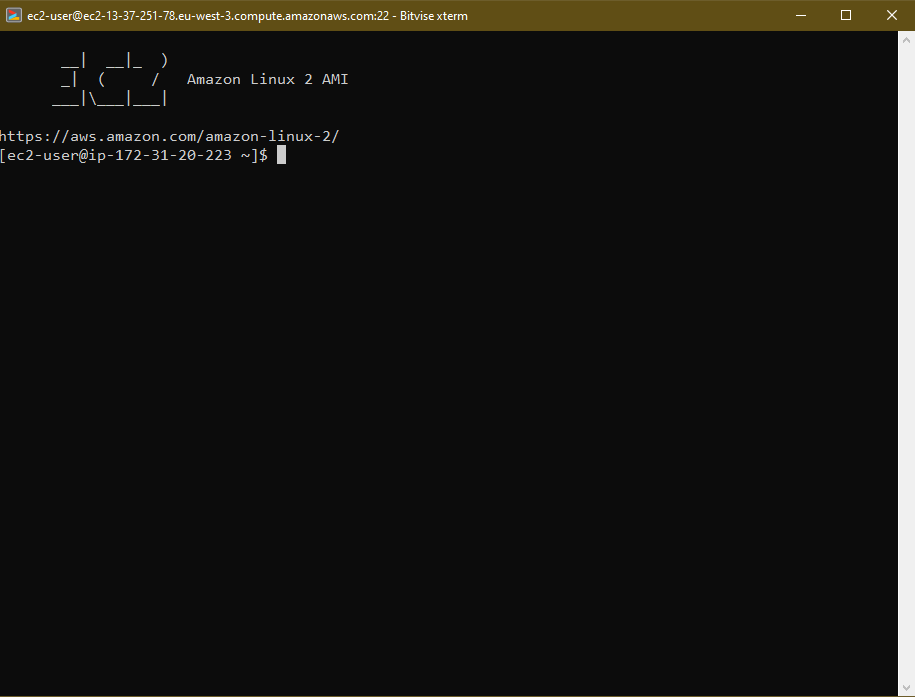 ec2-user@ec2-13-37-251-78.eu-west-3.compute.amazonaws.com:22 - Bitvise xterm
       __|  __|_  )
       _|  (     /   Amazon Linux 2 AMI
      ___|\___|___|
https://aws.amazon.com/amazon-linux-2/
[ec2-user@ip-172-31-20-223 ~]$